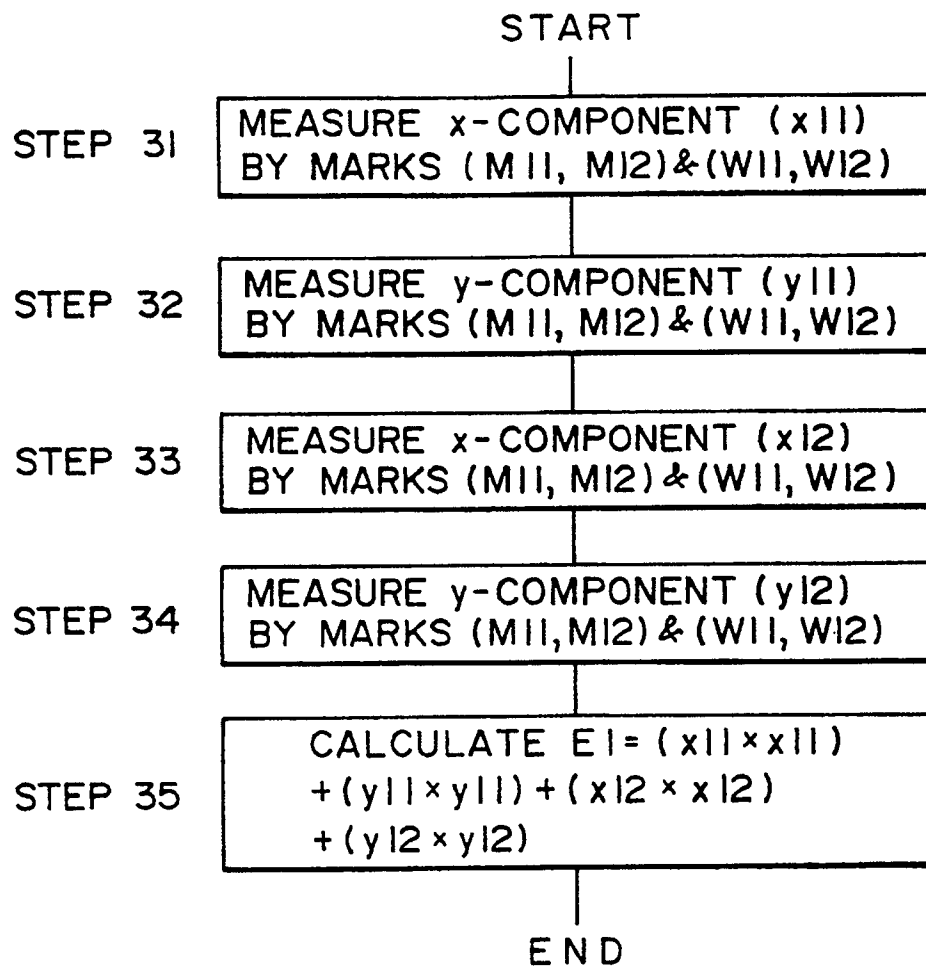 START
STEP 31
MEASURE x-COMPONENT (x11)
BY MARKS (M11, M12) & (W11, W12)
STEP 32
MEASURE y-COMPONENT (y11)
BY MARKS (M11, M12) & (W11, W12)
STEP 33
MEASURE x-COMPONENT (x12)
BY MARKS (M11, M12) & (W11, W12)
STEP 34
MEASURE y-COMPONENT (y12)
BY MARKS (M11, M12) & (W11, W12)
STEP 35
CALCULATE E1 = (x11 × x11)
+ (y11 × y11) + (x12 × x12)
+ (y12 × y12)
END